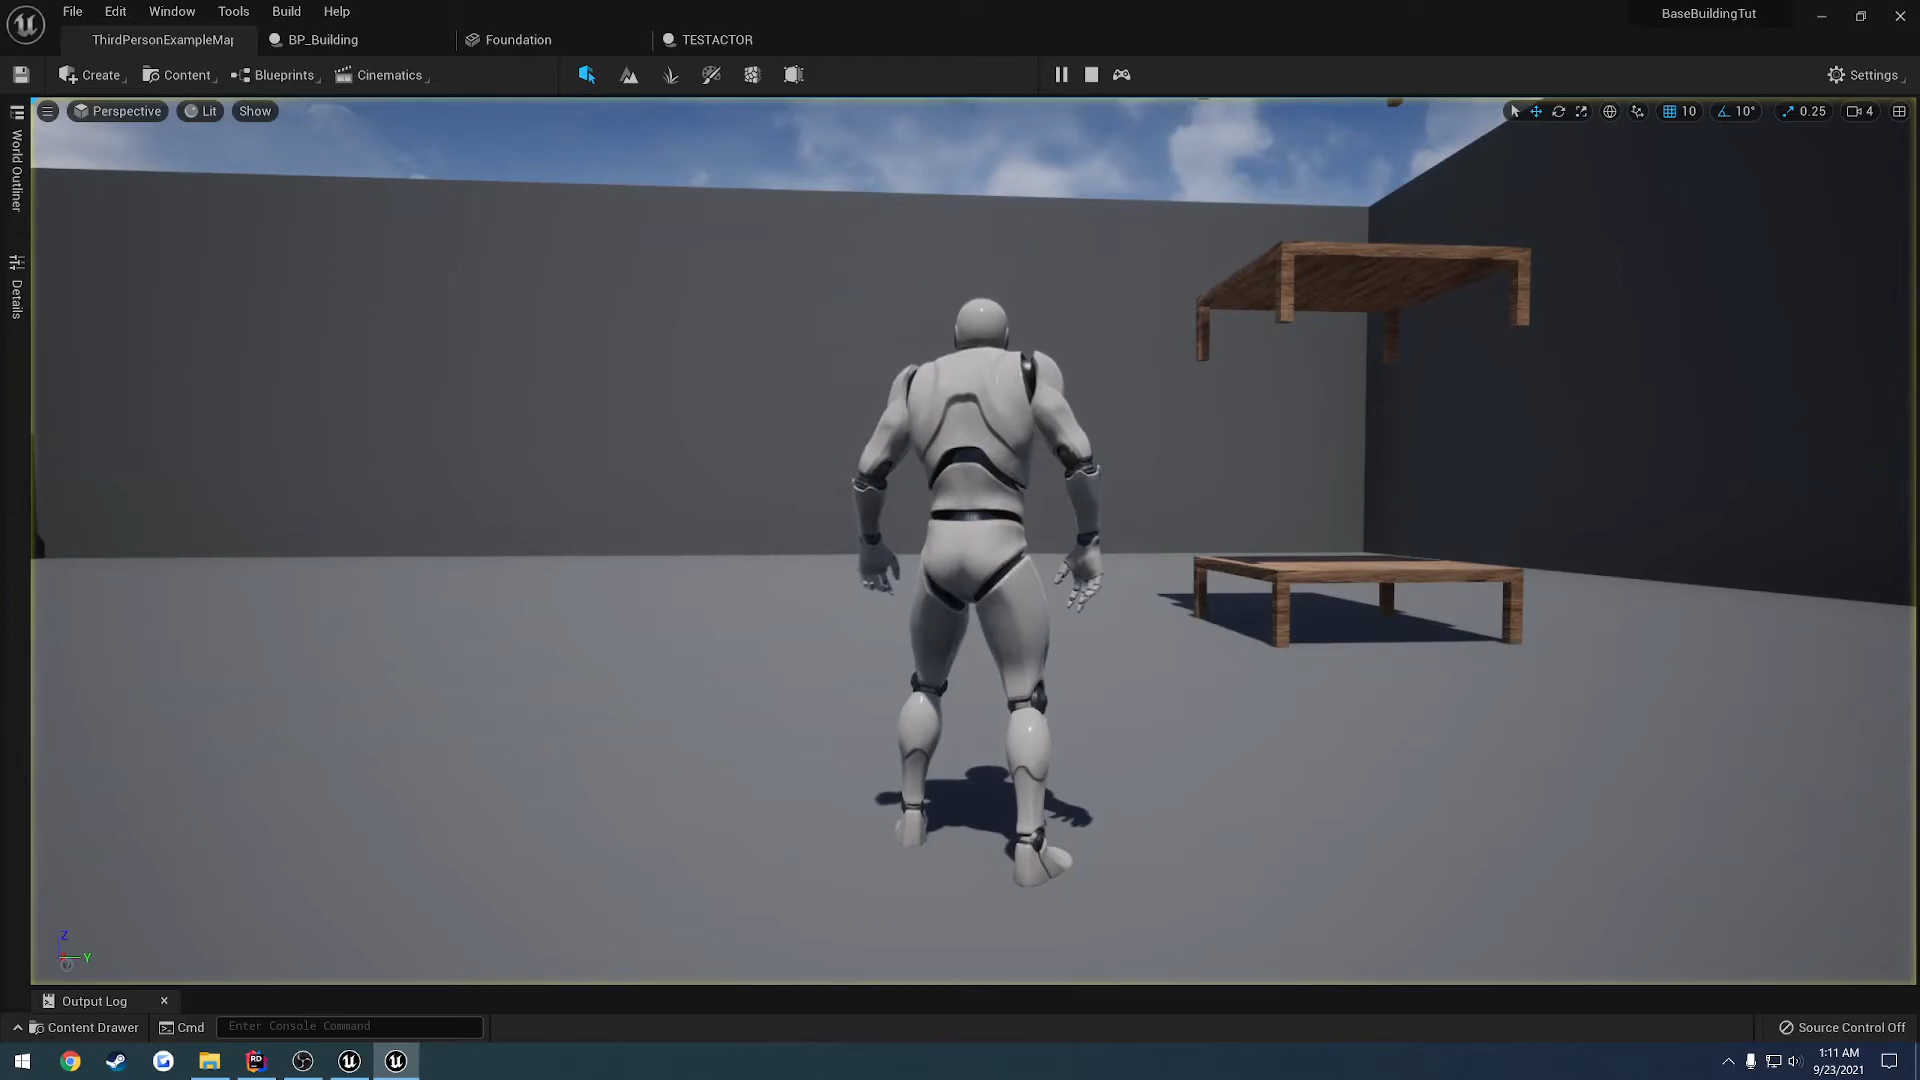 File Edit Window Tools Build Help
BaseBuildingTut
ThirdPersonExampleMap
BP_Building
Foundation
TESTACTOR
Create
Content
Blueprints
Cinematics
Settings
Perspective
Lit
Show
10
10°
0.25
4
World Outliner
Details
Z
Y
Output Log
Content Drawer
Cmd
Enter Console Command
Source Control Off
RD
1:11 AM
9/23/2021